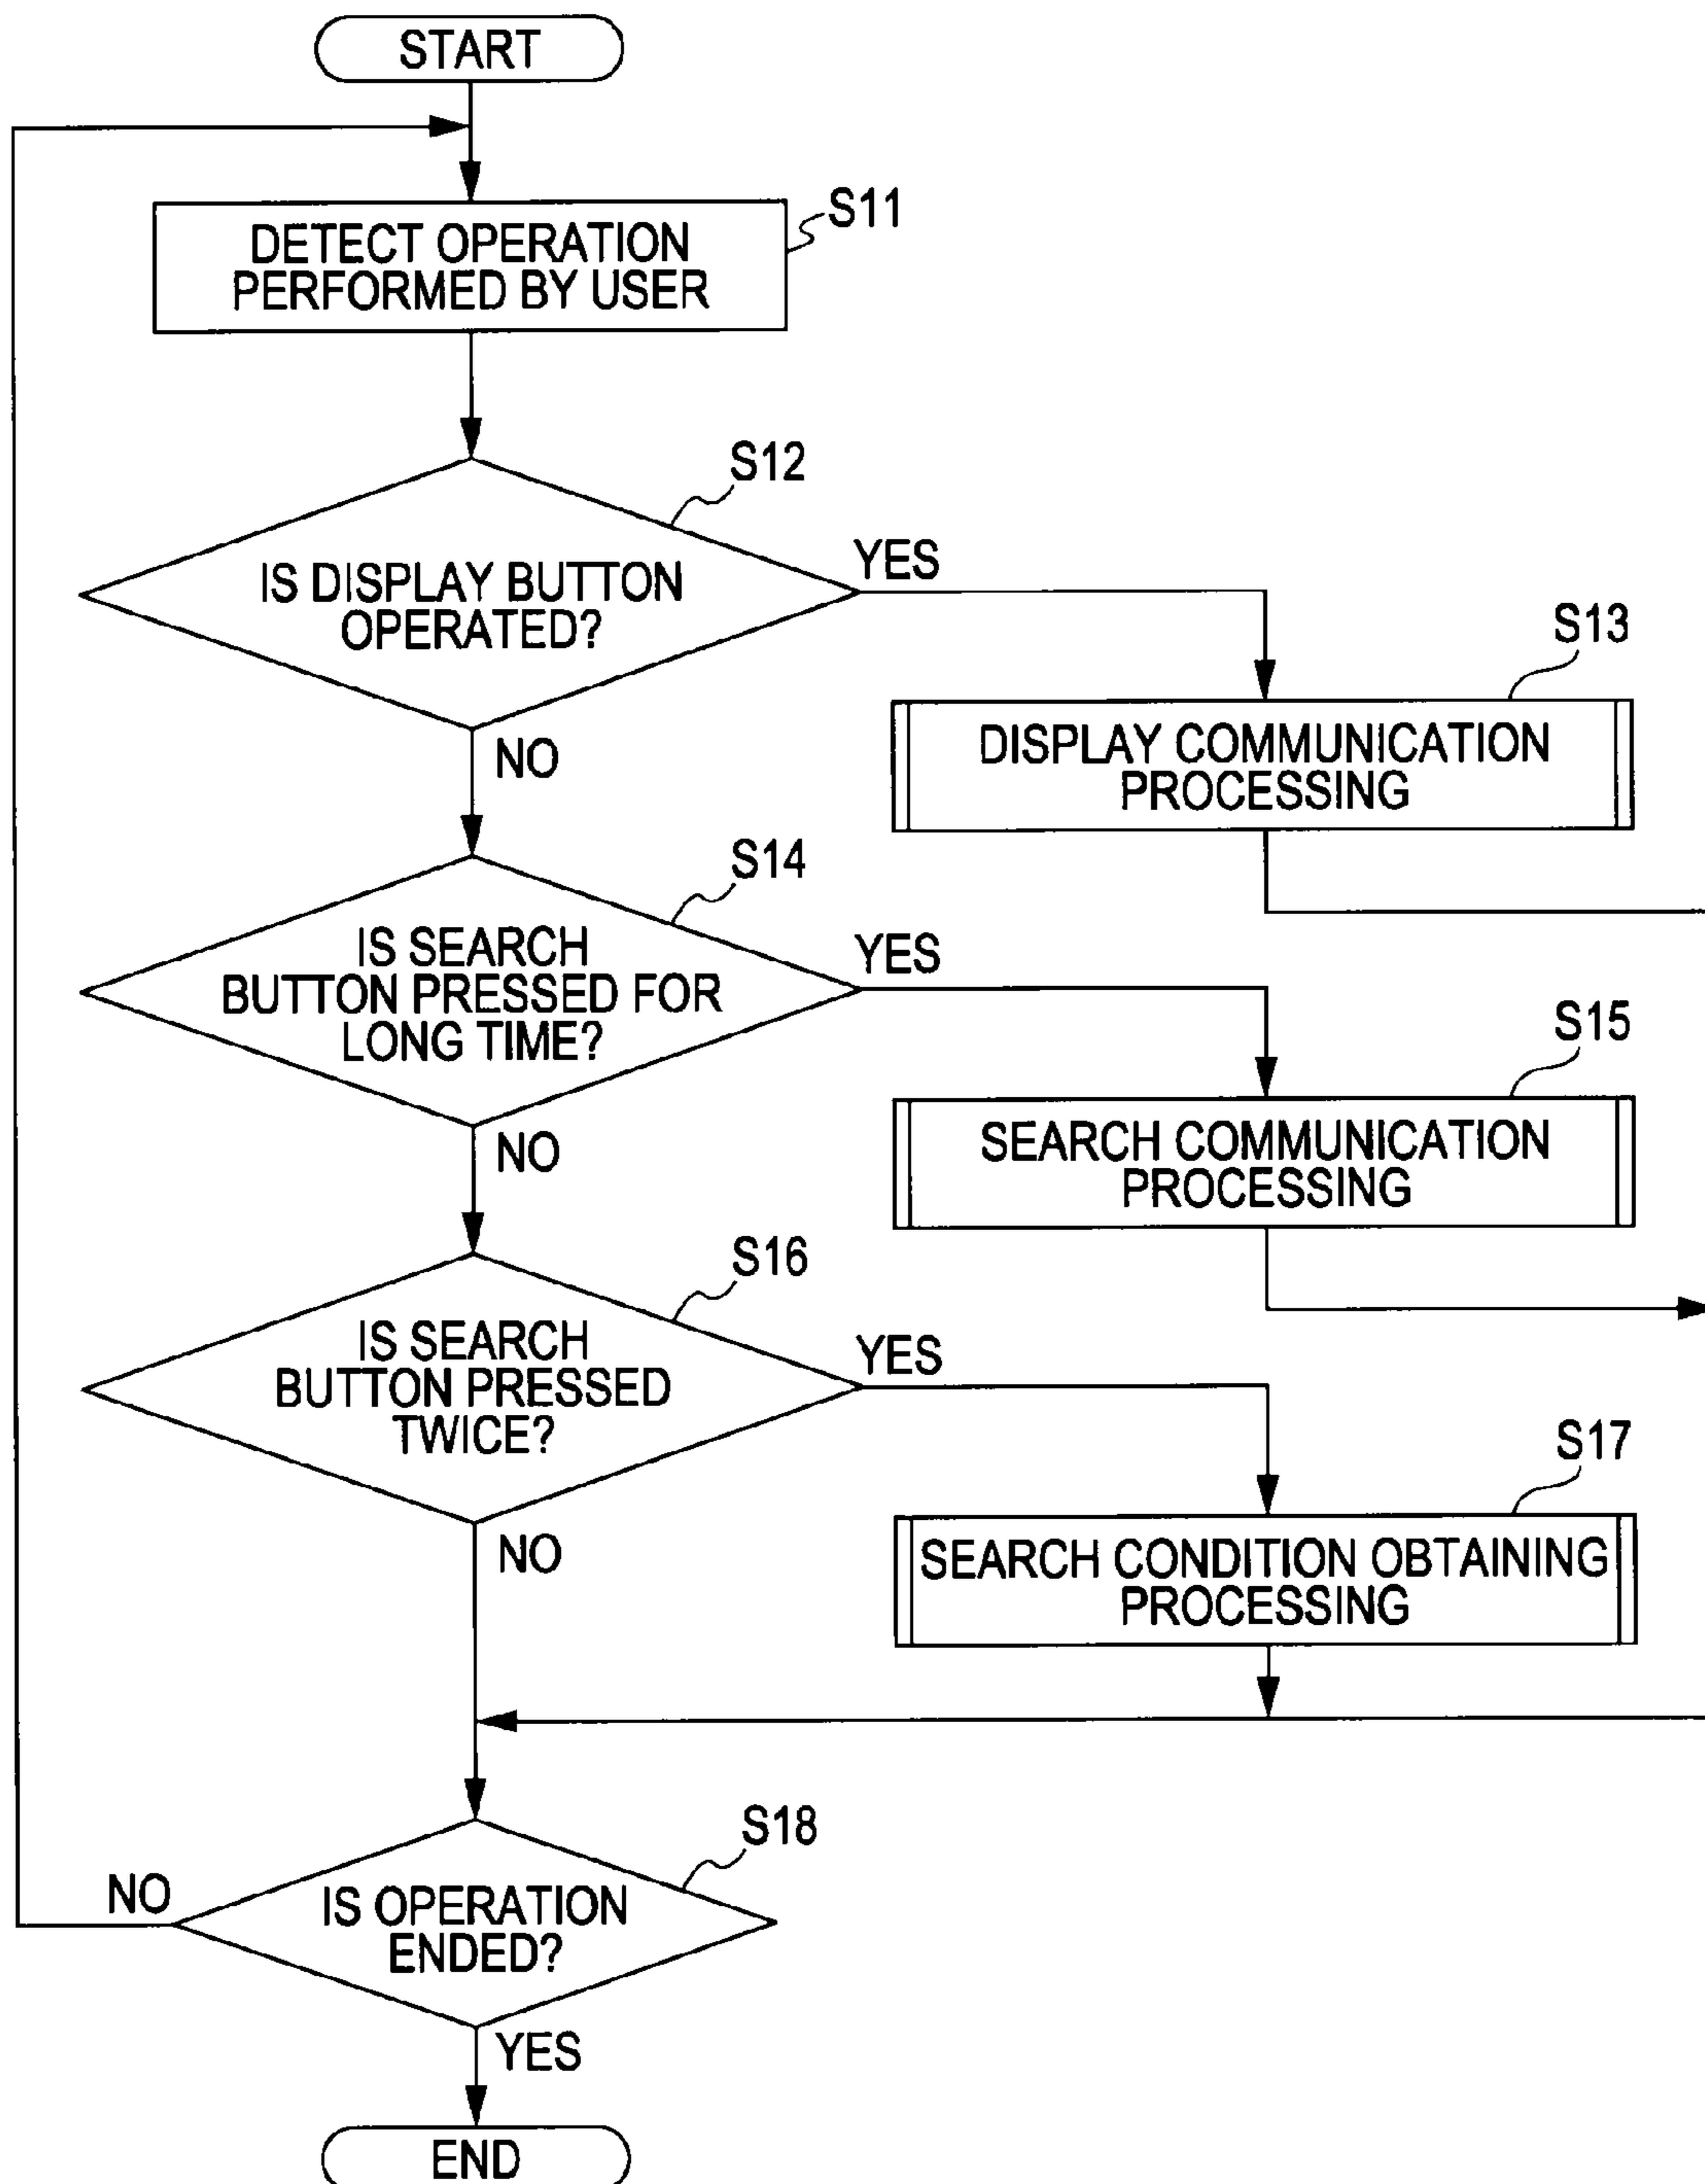 START
S11
DETECT OPERATION
PERFORMED BY USER
S12
IS DISPLAY BUTTON
OPERATED?
YES
NO
S13
DISPLAY COMMUNICATION
PROCESSING
S14
IS SEARCH
BUTTON PRESSED FOR
LONG TIME?
YES
NO
S15
SEARCH COMMUNICATION
PROCESSING
S16
IS SEARCH
BUTTON PRESSED
TWICE?
YES
NO
S17
SEARCH CONDITION OBTAINING
PROCESSING
S18
IS OPERATION
ENDED?
NO
YES
END